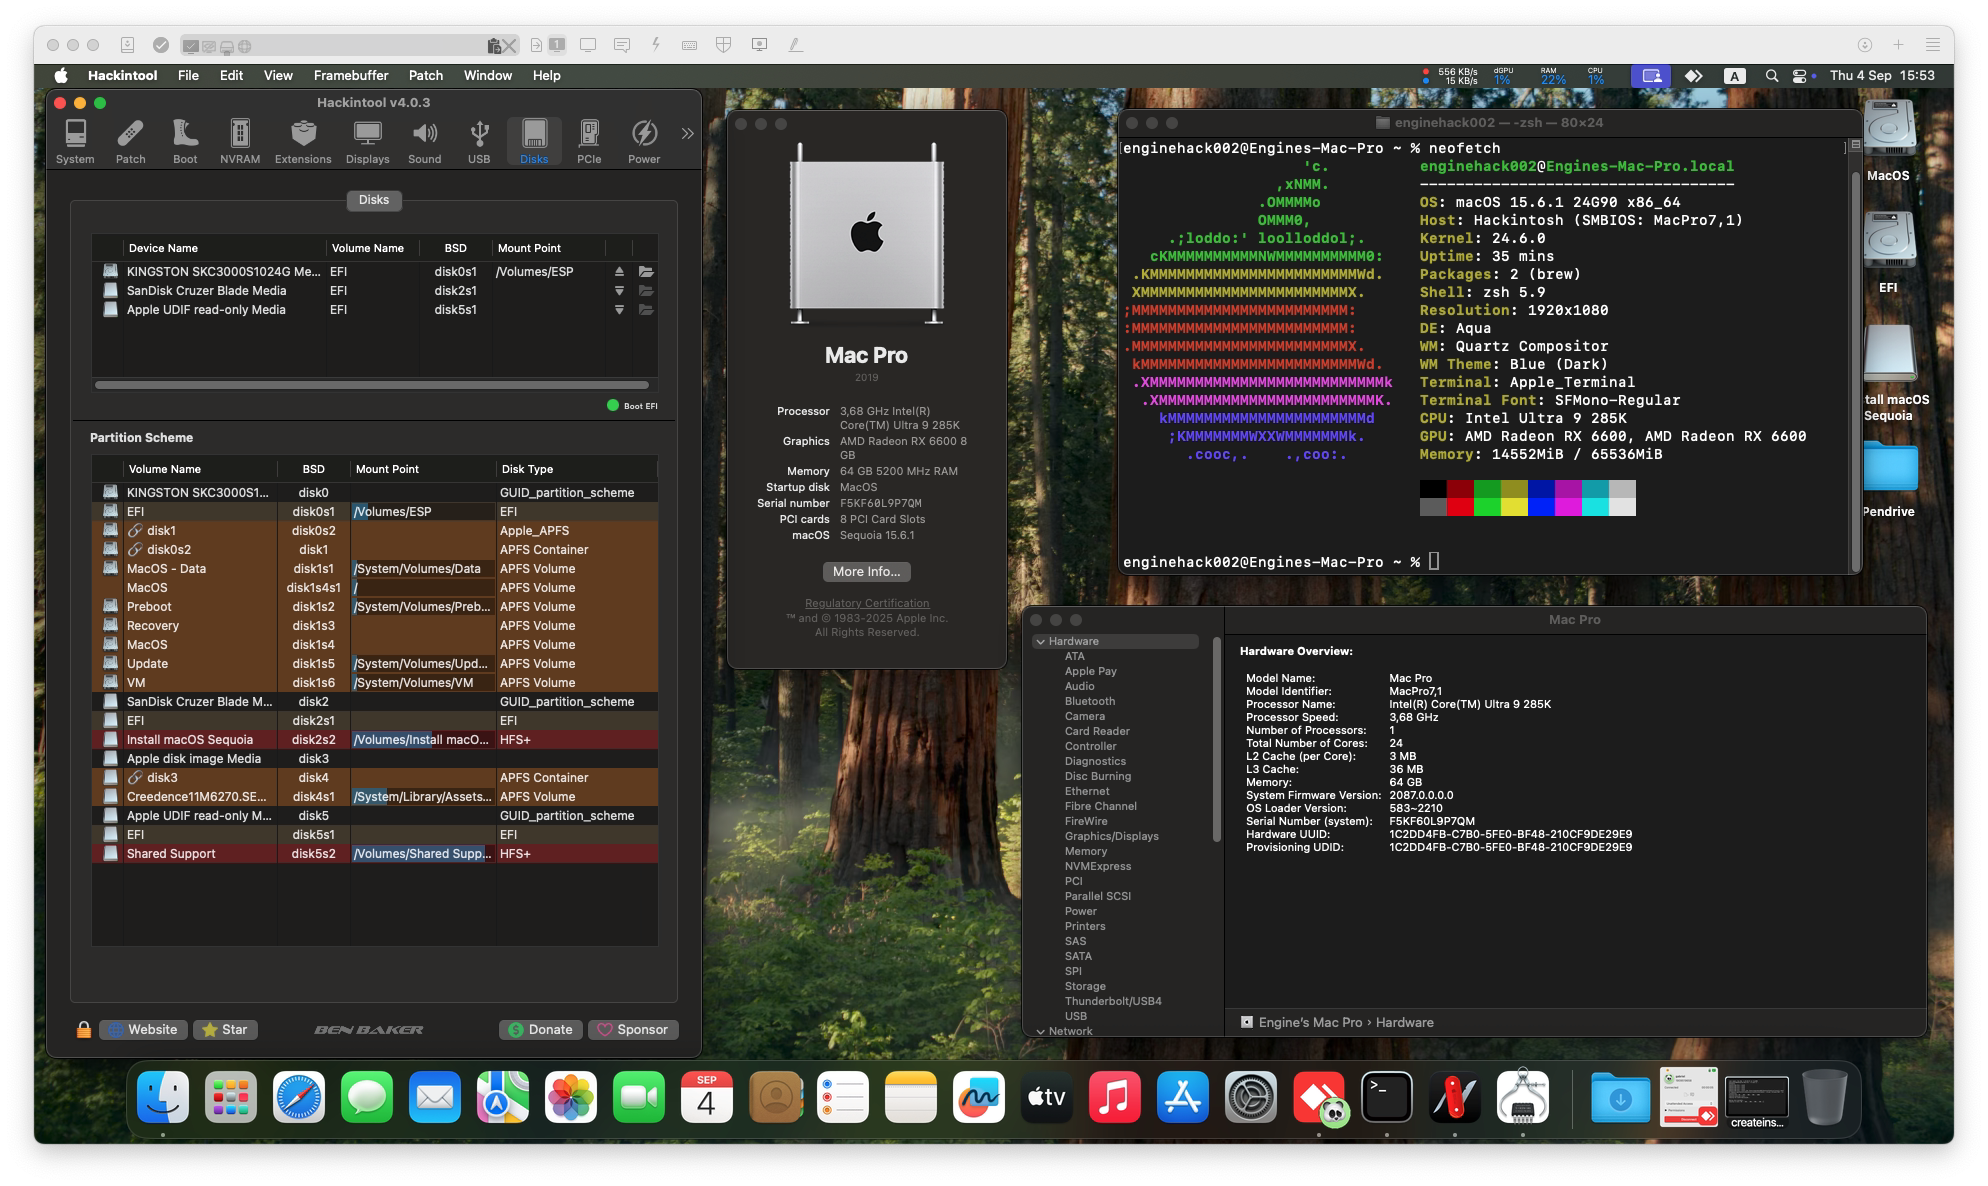 1
Hackintool File Edit View Framebuffer Patch Window Help
556 KB/s
15 KB/s
dGPU
1%
RAM
22%
CPU
1%
A
Thu 4 Sep 15:53
Hackintool v4.0.3
System Patch Boot NVRAM Extensions Displays Sound USB Disks PCIe Power
Disks
Device Name Volume Name BSD Mount Point
KINGSTON SKC3000S1024G Me... EFI disk0s1 /Volumes/ESP
SanDisk Cruzer Blade Media EFI disk2s1
Apple UDIF read-only Media EFI disk5s1
Boot EFI
Partition Scheme
Volume Name BSD Mount Point Disk Type
KINGSTON SKC3000S1... disk0 GUID_partition_scheme
EFI disk0s1 /Volumes/ESP EFI
disk1 disk0s2 Apple_APFS
disk0s2 disk1 APFS Container
MacOS - Data disk1s1 /System/Volumes/Data APFS Volume
MacOS disk1s4s1 / APFS Volume
Preboot disk1s2 /System/Volumes/Preb... APFS Volume
Recovery disk1s3 APFS Volume
MacOS disk1s4 APFS Volume
Update disk1s5 /System/Volumes/Upd... APFS Volume
VM disk1s6 /System/Volumes/VM APFS Volume
SanDisk Cruzer Blade M... disk2 GUID_partition_scheme
EFI disk2s1 EFI
Install macOS Sequoia disk2s2 /Volumes/Install macO... HFS+
Apple disk image Media disk3
disk3 disk4 APFS Container
Creedence11M6270.SE... disk4s1 /System/Library/Assets... APFS Volume
Apple UDIF read-only M... disk5 GUID_partition_scheme
EFI disk5s1 EFI
Shared Support disk5s2 /Volumes/Shared Supp... HFS+
Website Star BEN BAKER Donate Sponsor
Mac Pro
2019
Processor 3,68 GHz Intel(R)
Core(TM) Ultra 9 285K
Graphics AMD Radeon RX 6600 8
GB
Memory 64 GB 5200 MHz RAM
Startup disk MacOS
Serial number F5KF60L9P7QM
PCI cards 8 PCI Card Slots
macOS Sequoia 15.6.1
More Info...
Regulatory Certification
™ and © 1983-2025 Apple Inc.
All Rights Reserved.
enginehack002 — -zsh — 80×24
[enginehack002@Engines-Mac-Pro ~ % neofetch ]
'c. enginehack002@Engines-Mac-Pro.local
,xNMM. -----------------------------------
.OMMMMo OS: macOS 15.6.1 24G90 x86_64
OMMM0, Host: Hackintosh (SMBIOS: MacPro7,1)
.;loddo:' loolloddol;. Kernel: 24.6.0
cKMMMMMMMMMMNWMMMMMMMMMM0: Uptime: 35 mins
.KMMMMMMMMMMMMMMMMMMMMMMMWd. Packages: 2 (brew)
XMMMMMMMMMMMMMMMMMMMMMMMX. Shell: zsh 5.9
;MMMMMMMMMMMMMMMMMMMMMMMM: Resolution: 1920x1080
:MMMMMMMMMMMMMMMMMMMMMMMM: DE: Aqua
.MMMMMMMMMMMMMMMMMMMMMMMMX. WM: Quartz Compositor
kMMMMMMMMMMMMMMMMMMMMMMMMWd. WM Theme: Blue (Dark)
.XMMMMMMMMMMMMMMMMMMMMMMMMMMk Terminal: Apple_Terminal
.XMMMMMMMMMMMMMMMMMMMMMMMMK. Terminal Font: SFMono-Regular
kMMMMMMMMMMMMMMMMMMMMMMd CPU: Intel Ultra 9 285K
;KMMMMMMMWXXWMMMMMMMk. GPU: AMD Radeon RX 6600, AMD Radeon RX 6600
.cooc,. .,coo:. Memory: 14552MiB / 65536MiB
enginehack002@Engines-Mac-Pro ~ %
MacOS
EFI
tall macOS
Sequoia
Pendrive
Mac Pro
Hardware
ATA
Apple Pay
Audio
Bluetooth
Camera
Card Reader
Controller
Diagnostics
Disc Burning
Ethernet
Fibre Channel
FireWire
Graphics/Displays
Memory
NVMExpress
PCI
Parallel SCSI
Power
Printers
SAS
SATA
SPI
Storage
Thunderbolt/USB4
USB
Network
Hardware Overview:
Model Name: Mac Pro
Model Identifier: MacPro7,1
Processor Name: Intel(R) Core(TM) Ultra 9 285K
Processor Speed: 3,68 GHz
Number of Processors: 1
Total Number of Cores: 24
L2 Cache (per Core): 3 MB
L3 Cache: 36 MB
Memory: 64 GB
System Firmware Version: 2087.0.0.0.0
OS Loader Version: 583~2210
Serial Number (system): F5KF60L9P7QM
Hardware UUID: 1C2DD4FB-C7B0-5FE0-BF48-210CF9DE29E9
Provisioning UDID: 1C2DD4FB-C7B0-5FE0-BF48-210CF9DE29E9
Engine's Mac Pro › Hardware
SEP
4
tv
>_
createins...